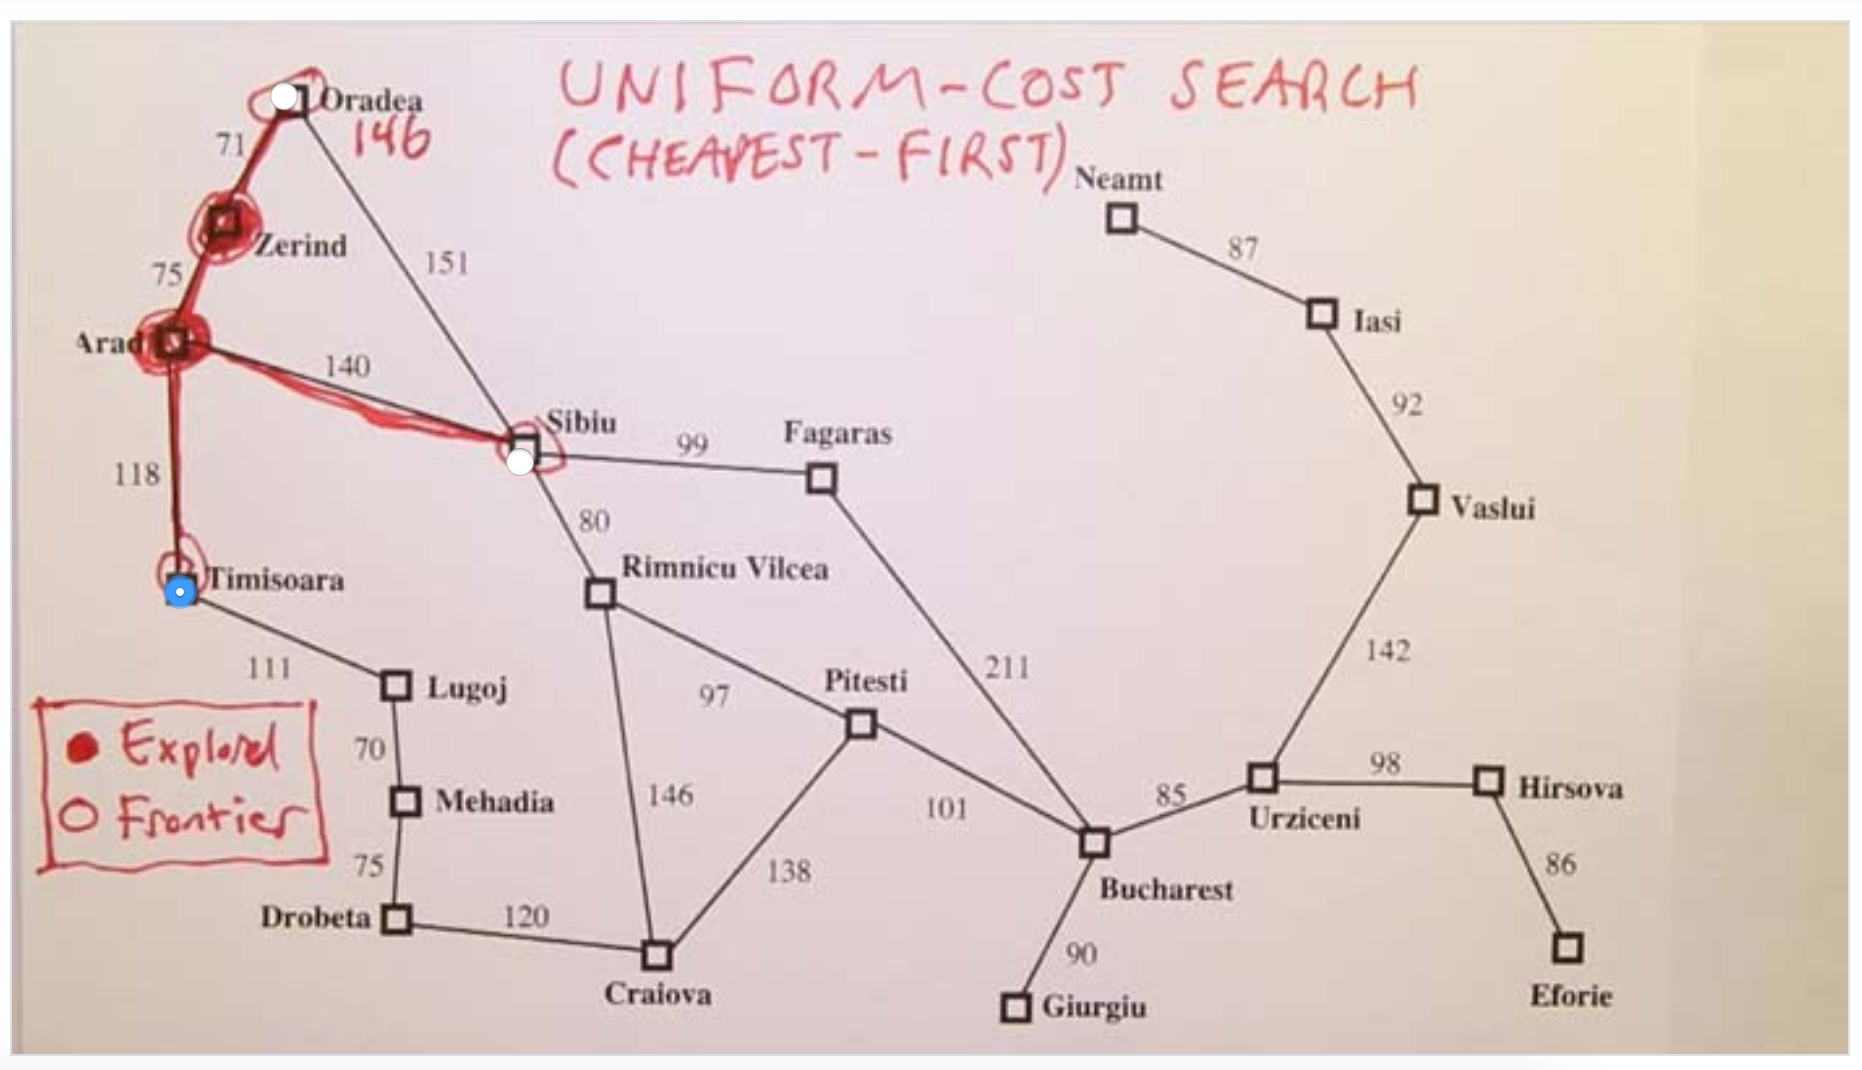 UNIFORM-COST SEARCH
(CHEAPEST-FIRST)
Oradea
146
71
Neamt
87
Zerind
151
75
Iasi
Arad
140
92
Sibiu
99
Fagaras
118
80
Vaslui
Timisoara
Rimnicu Vilcea
111
142
211
Lugoj
97
Pitesti
Explord
70
98
Mehadia
146
101
85
Hirsova
Frontier
Urziceni
75
138
86
Bucharest
Drobeta
120
90
Craiova
Giurgiu
Eforie